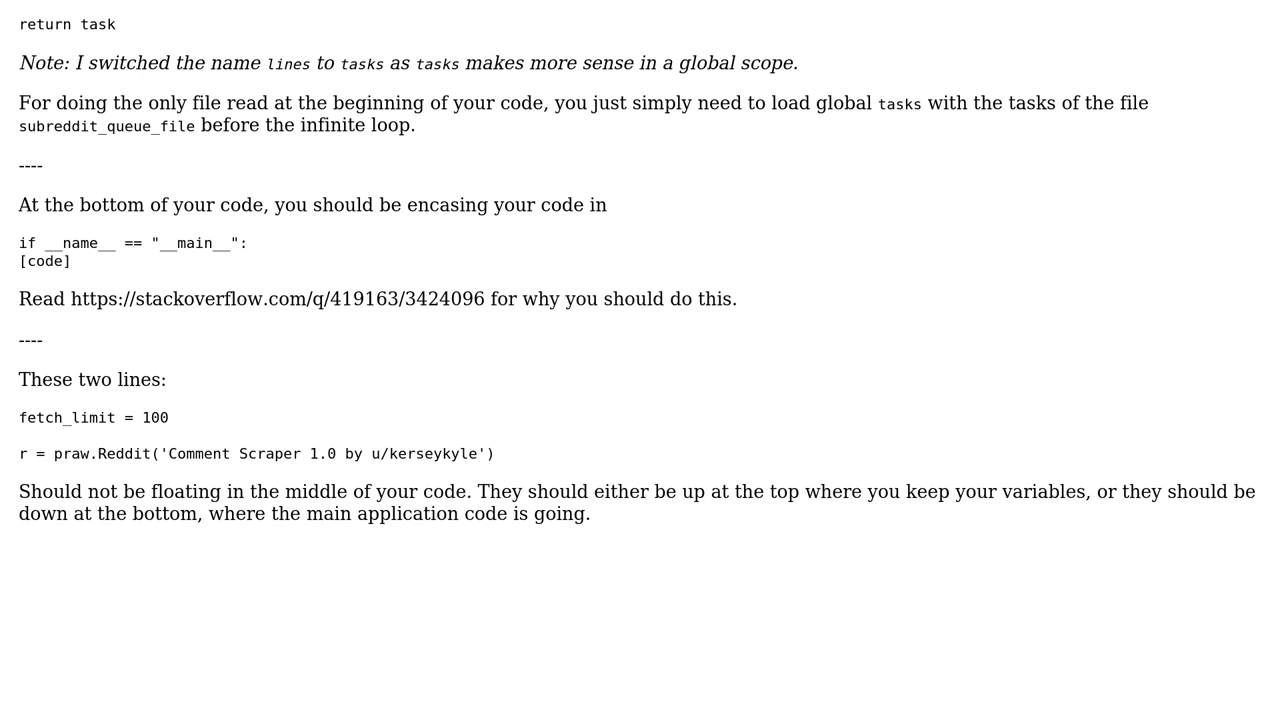 return task
Note: I switched the name lines to tasks as tasks makes more sense in a global scope.
For doing the only file read at the beginning of your code, you just simply need to load global tasks with the tasks of the file
subreddit_queue_file before the infinite loop.
----
At the bottom of your code, you should be encasing your code in
if __name__ == "__main__":
[code]
Read https://stackoverflow.com/q/419163/3424096 for why you should do this.
----
These two lines:
fetch_limit = 100
r = praw.Reddit('Comment Scraper 1.0 by u/kerseykyle')
Should not be floating in the middle of your code. They should either be up at the top where you keep your variables, or they should be
down at the bottom, where the main application code is going.